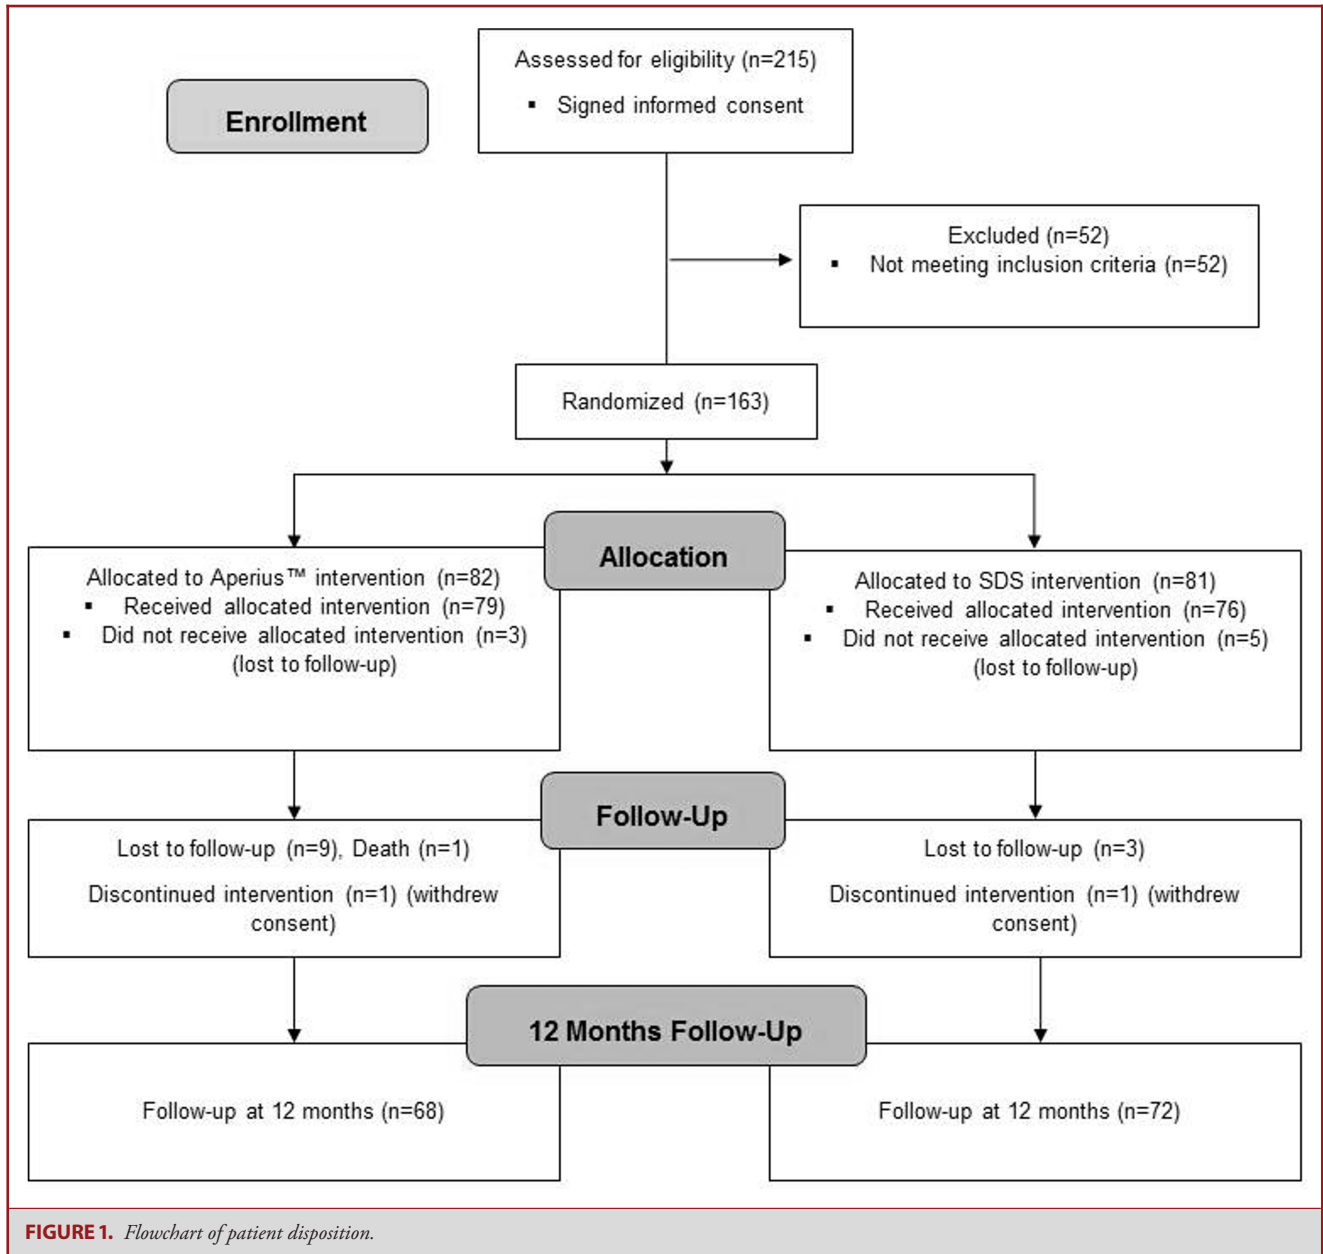 Assessed for eligibility (n=215)
▪ Signed informed consent
Enrollment
Excluded (n=52)
▪ Not meeting inclusion criteria (n=52)
Randomized (n=163)
Allocation
Allocated to Aperius™ intervention (n=82)
▪ Received allocated intervention (n=79)
▪ Did not receive allocated intervention (n=3)
(lost to follow-up)
Allocated to SDS intervention (n=81)
▪ Received allocated intervention (n=76)
▪ Did not receive allocated intervention (n=5)
(lost to follow-up)
Follow-Up
Lost to follow-up (n=9), Death (n=1)
Discontinued intervention (n=1) (withdrew
consent)
Lost to follow-up (n=3)
Discontinued intervention (n=1) (withdrew
consent)
12 Months Follow-Up
Follow-up at 12 months (n=68)
Follow-up at 12 months (n=72)
FIGURE 1. Flowchart of patient disposition.